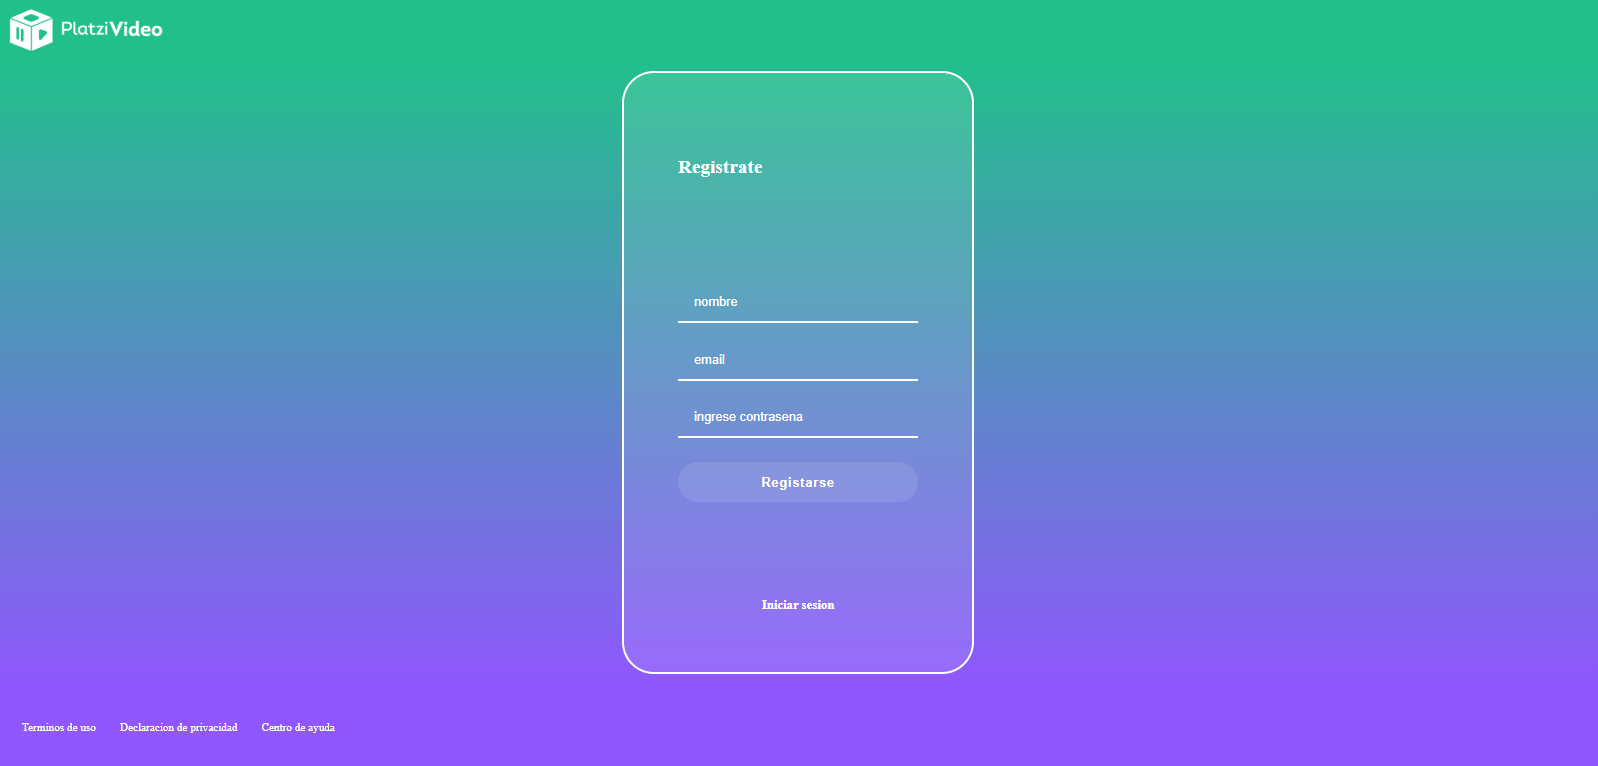 PlatziVideo
Registrate
nombre
email
ingrese contrasena
Registarse
Iniciar sesion
Terminos de uso Declaracion de privacidad Centro de ayuda